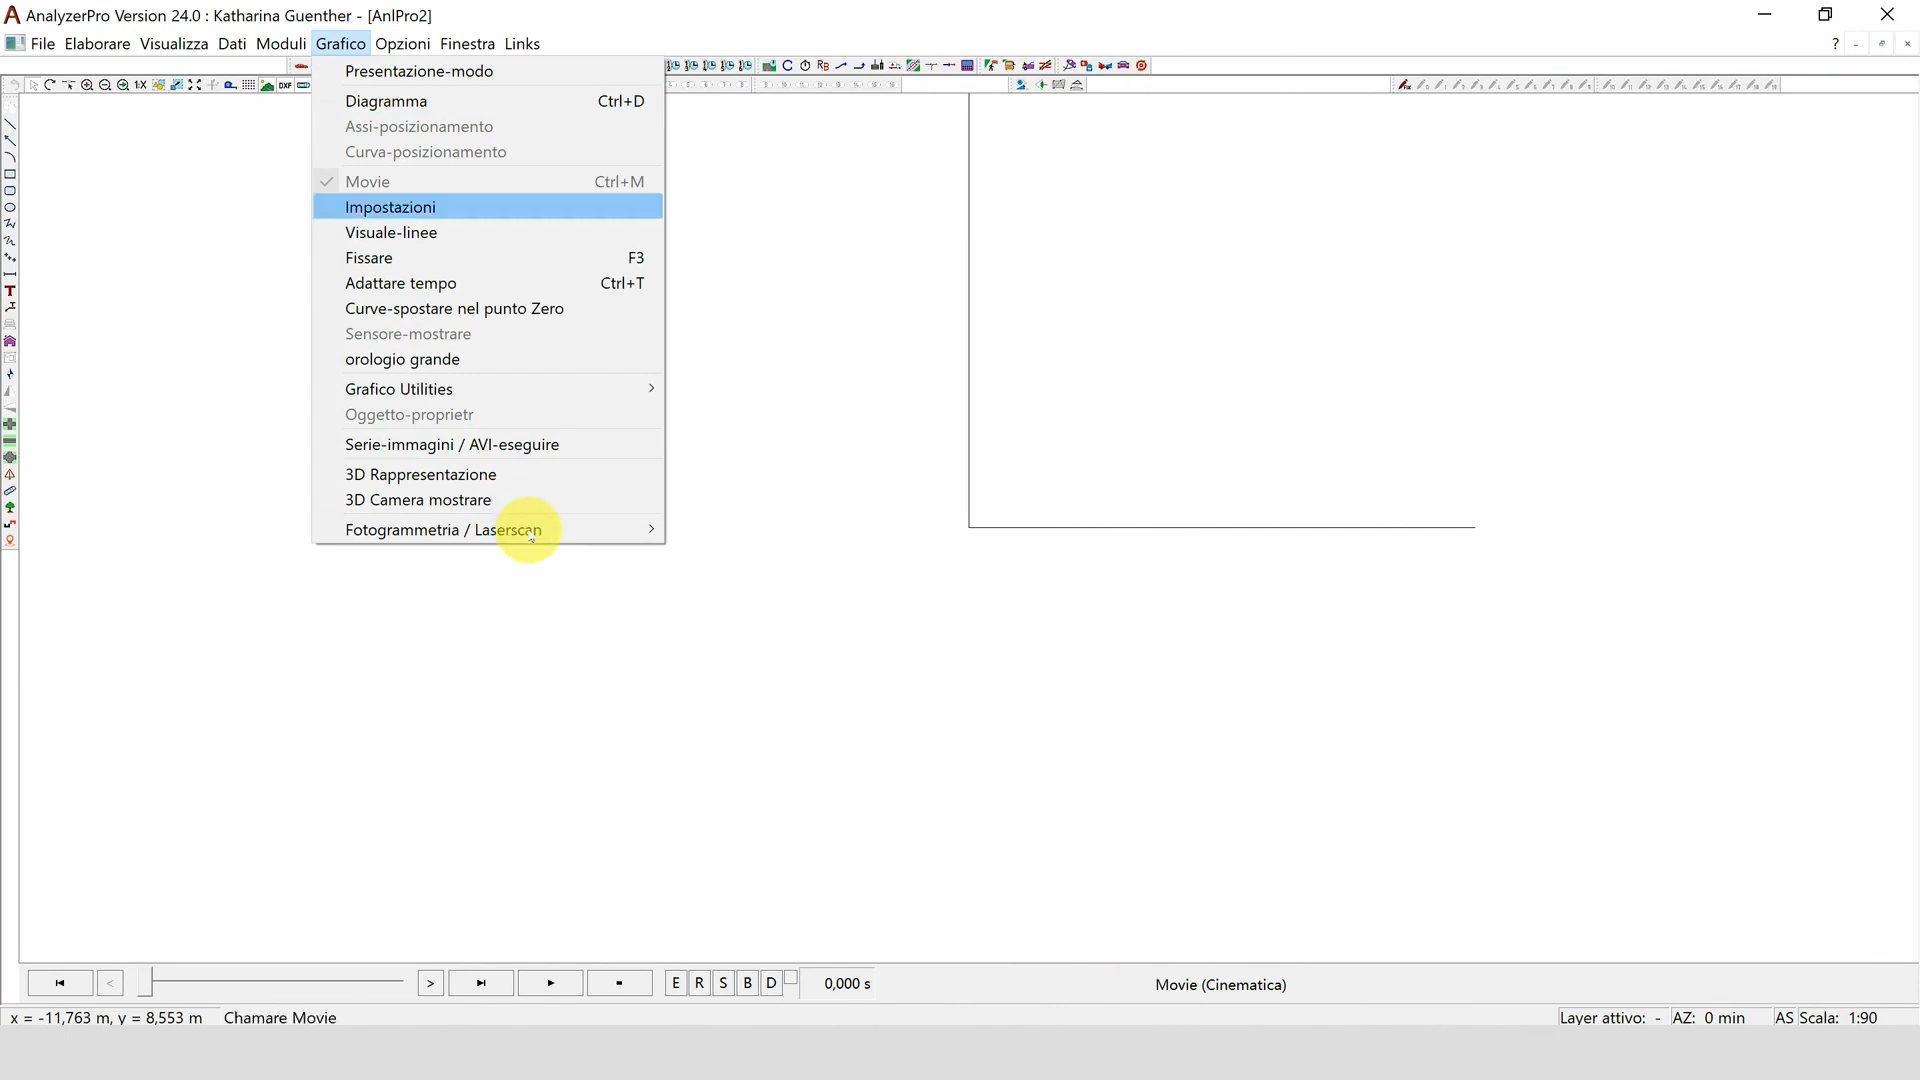 AnalyzerPro Version 24.0 : Katharina Guenther - [AnlPro2]
File Elaborare Visualizza Dati Moduli Grafico Opzioni Finestra Links
?
1:X
DXF
Presentazione-modo
Diagramma Ctrl+D
Assi-posizionamento
Curva-posizionamento
Movie Ctrl+M
Impostazioni
Visuale-linee
Fissare F3
Adattare tempo Ctrl+T
Curve-spostare nel punto Zero
Sensore-mostrare
orologio grande
Grafico Utilities
Oggetto-proprietr
Serie-immagini / AVI-eseguire
3D Rappresentazione
3D Camera mostrare
Fotogrammetria / Laserscan
< > E R S B D 0,000 s Movie (Cinematica)
x = -11,763 m, y = 8,553 m Chamare Movie Layer attivo: - AZ: 0 min AS Scala: 1:90